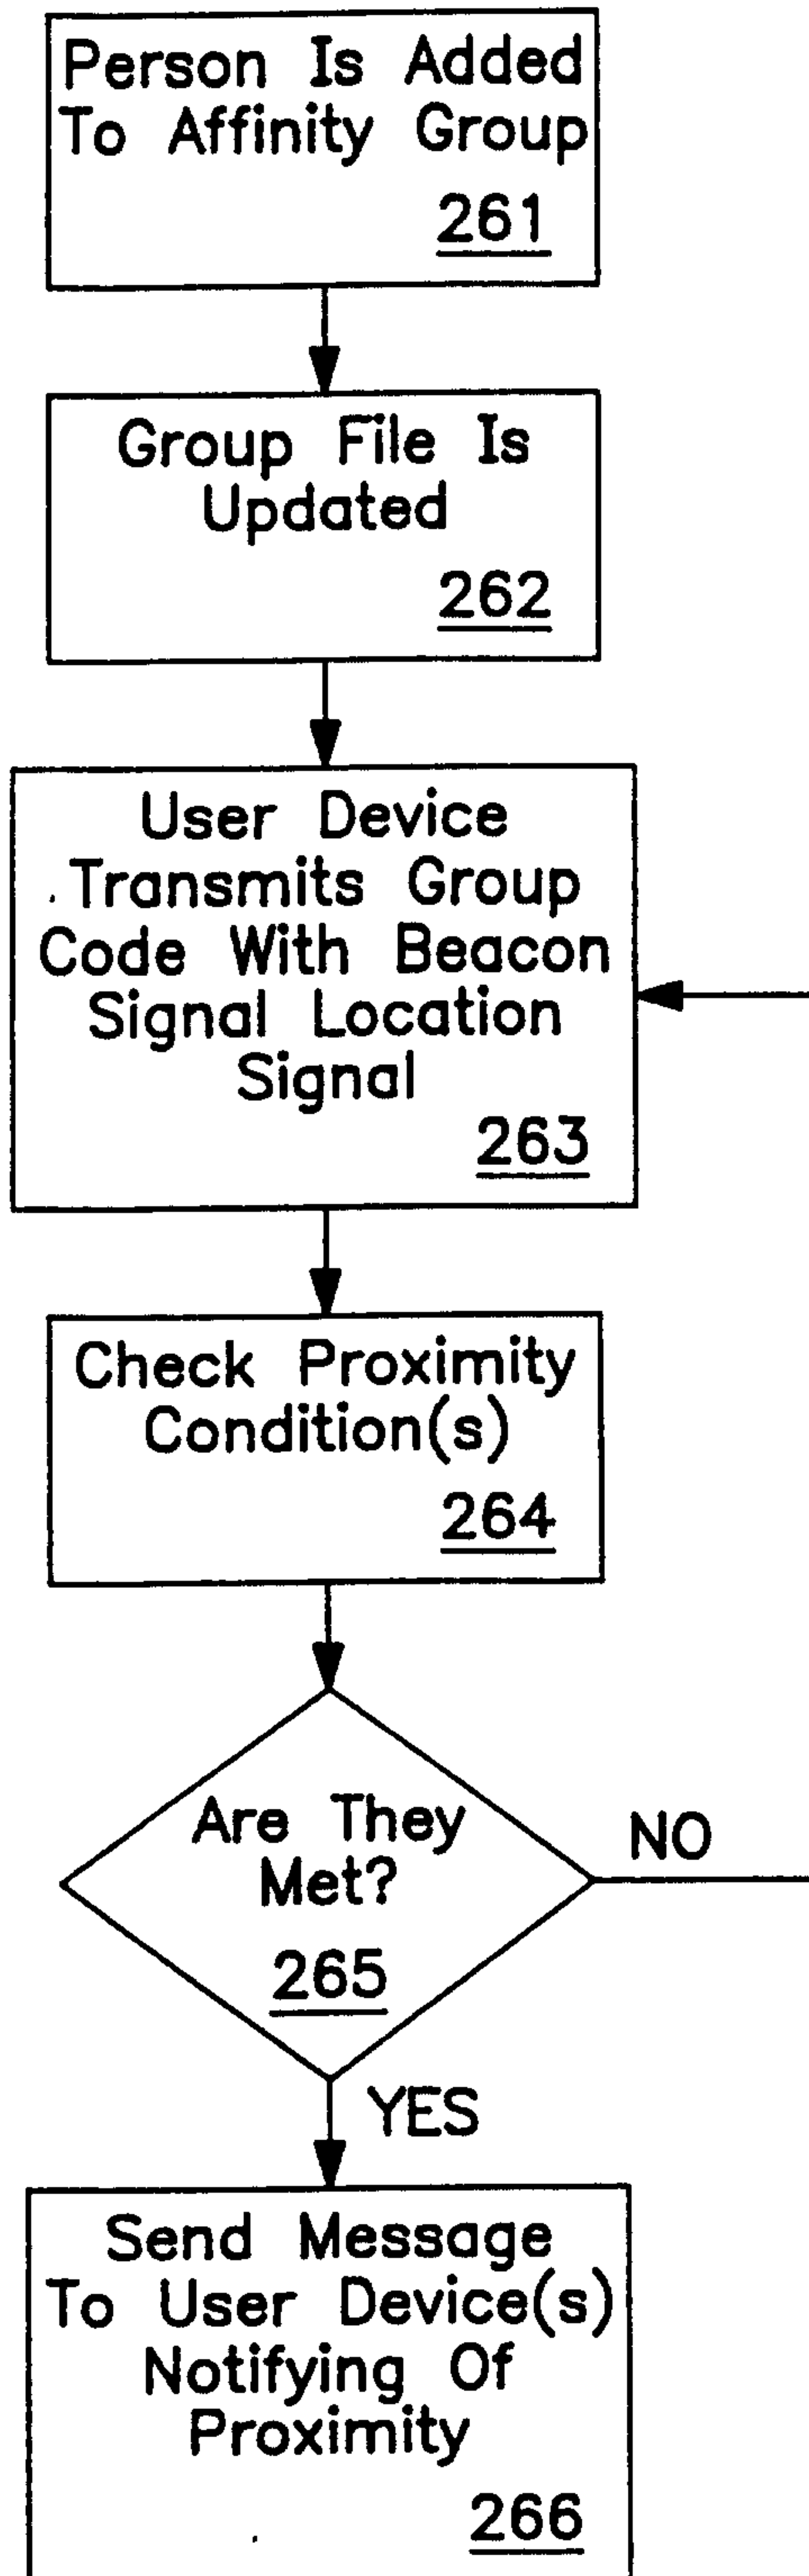 Person Is Added
To Affinity Group
261
Group File Is
Updated
262
User Device
Transmits Group
Code With Beacon
Signal Location
Signal
263
Check Proximity
Condition(s)
264
Are They
Met?
265
NO
YES
Send Message
To User Device(s)
Notifying Of
Proximity
266